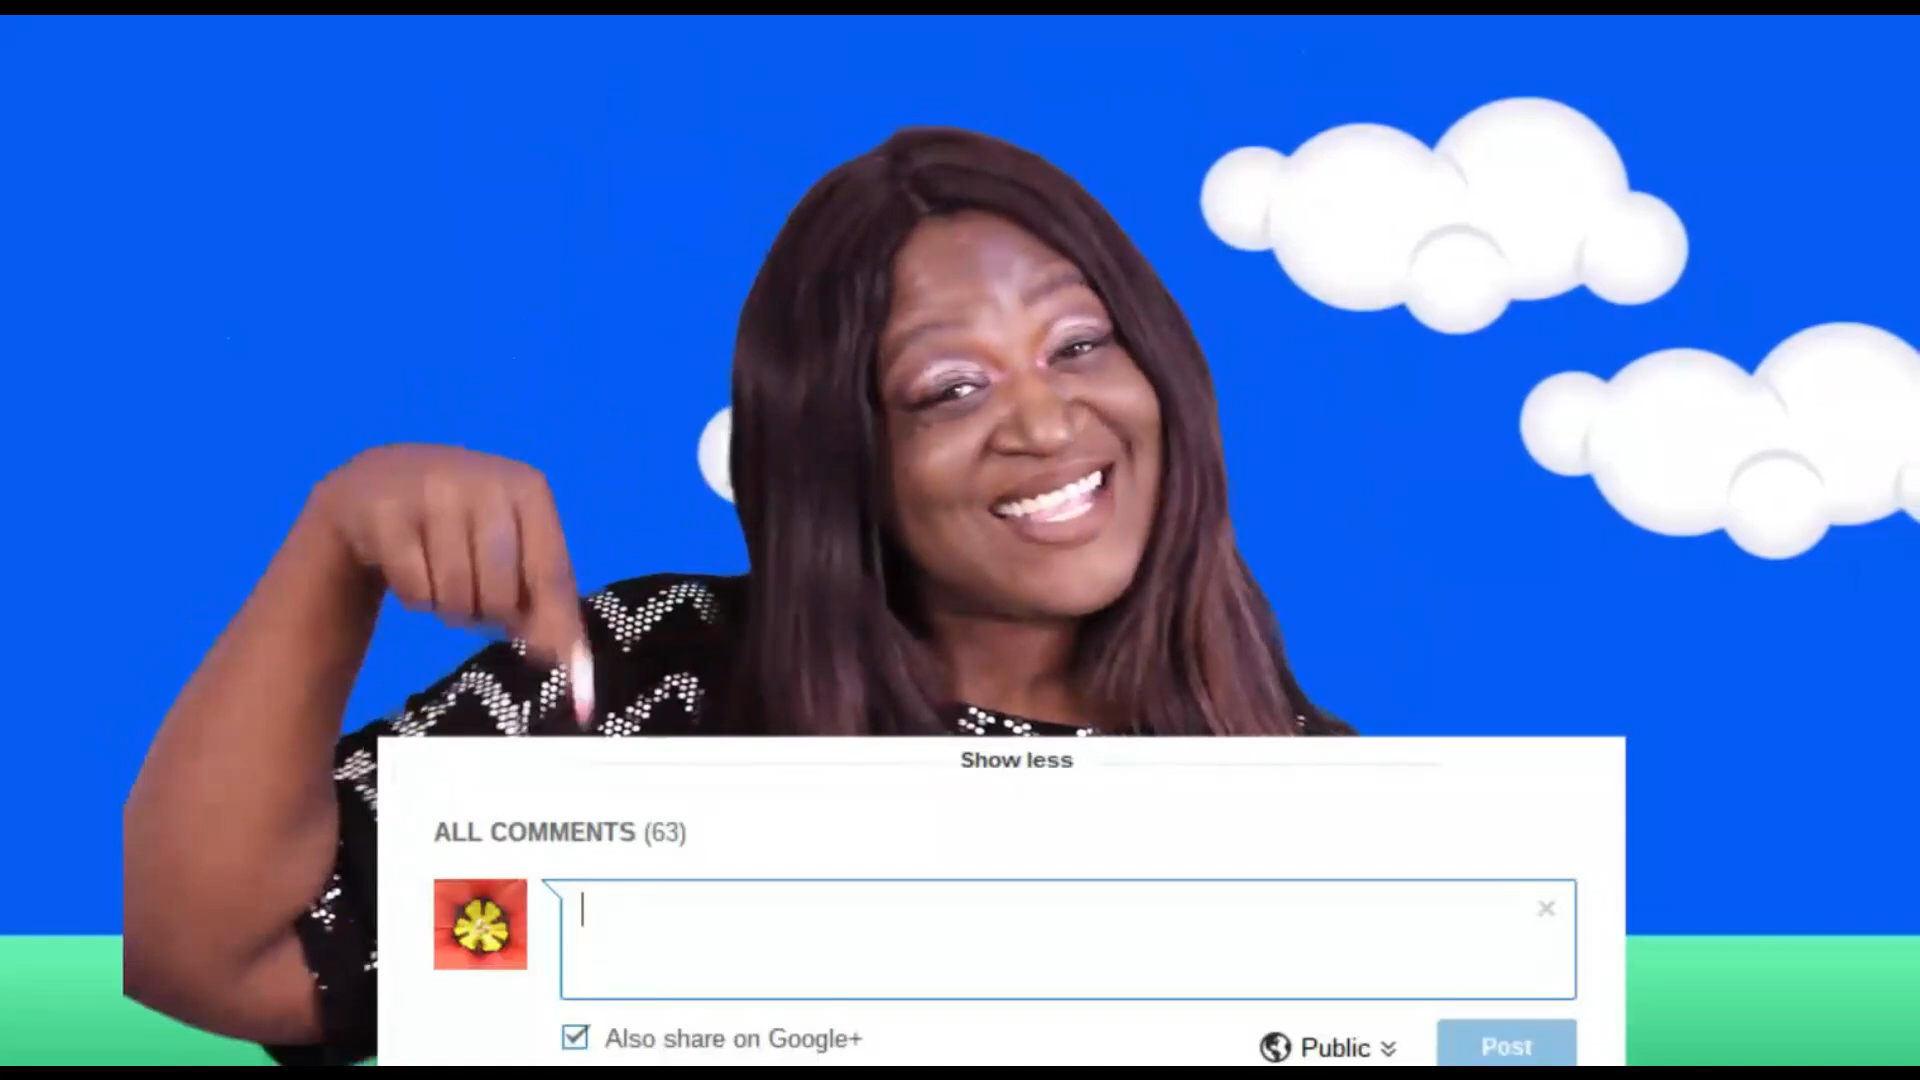 Show less
ALL COMMENTS (63)
Also share on Google+
Public
Post